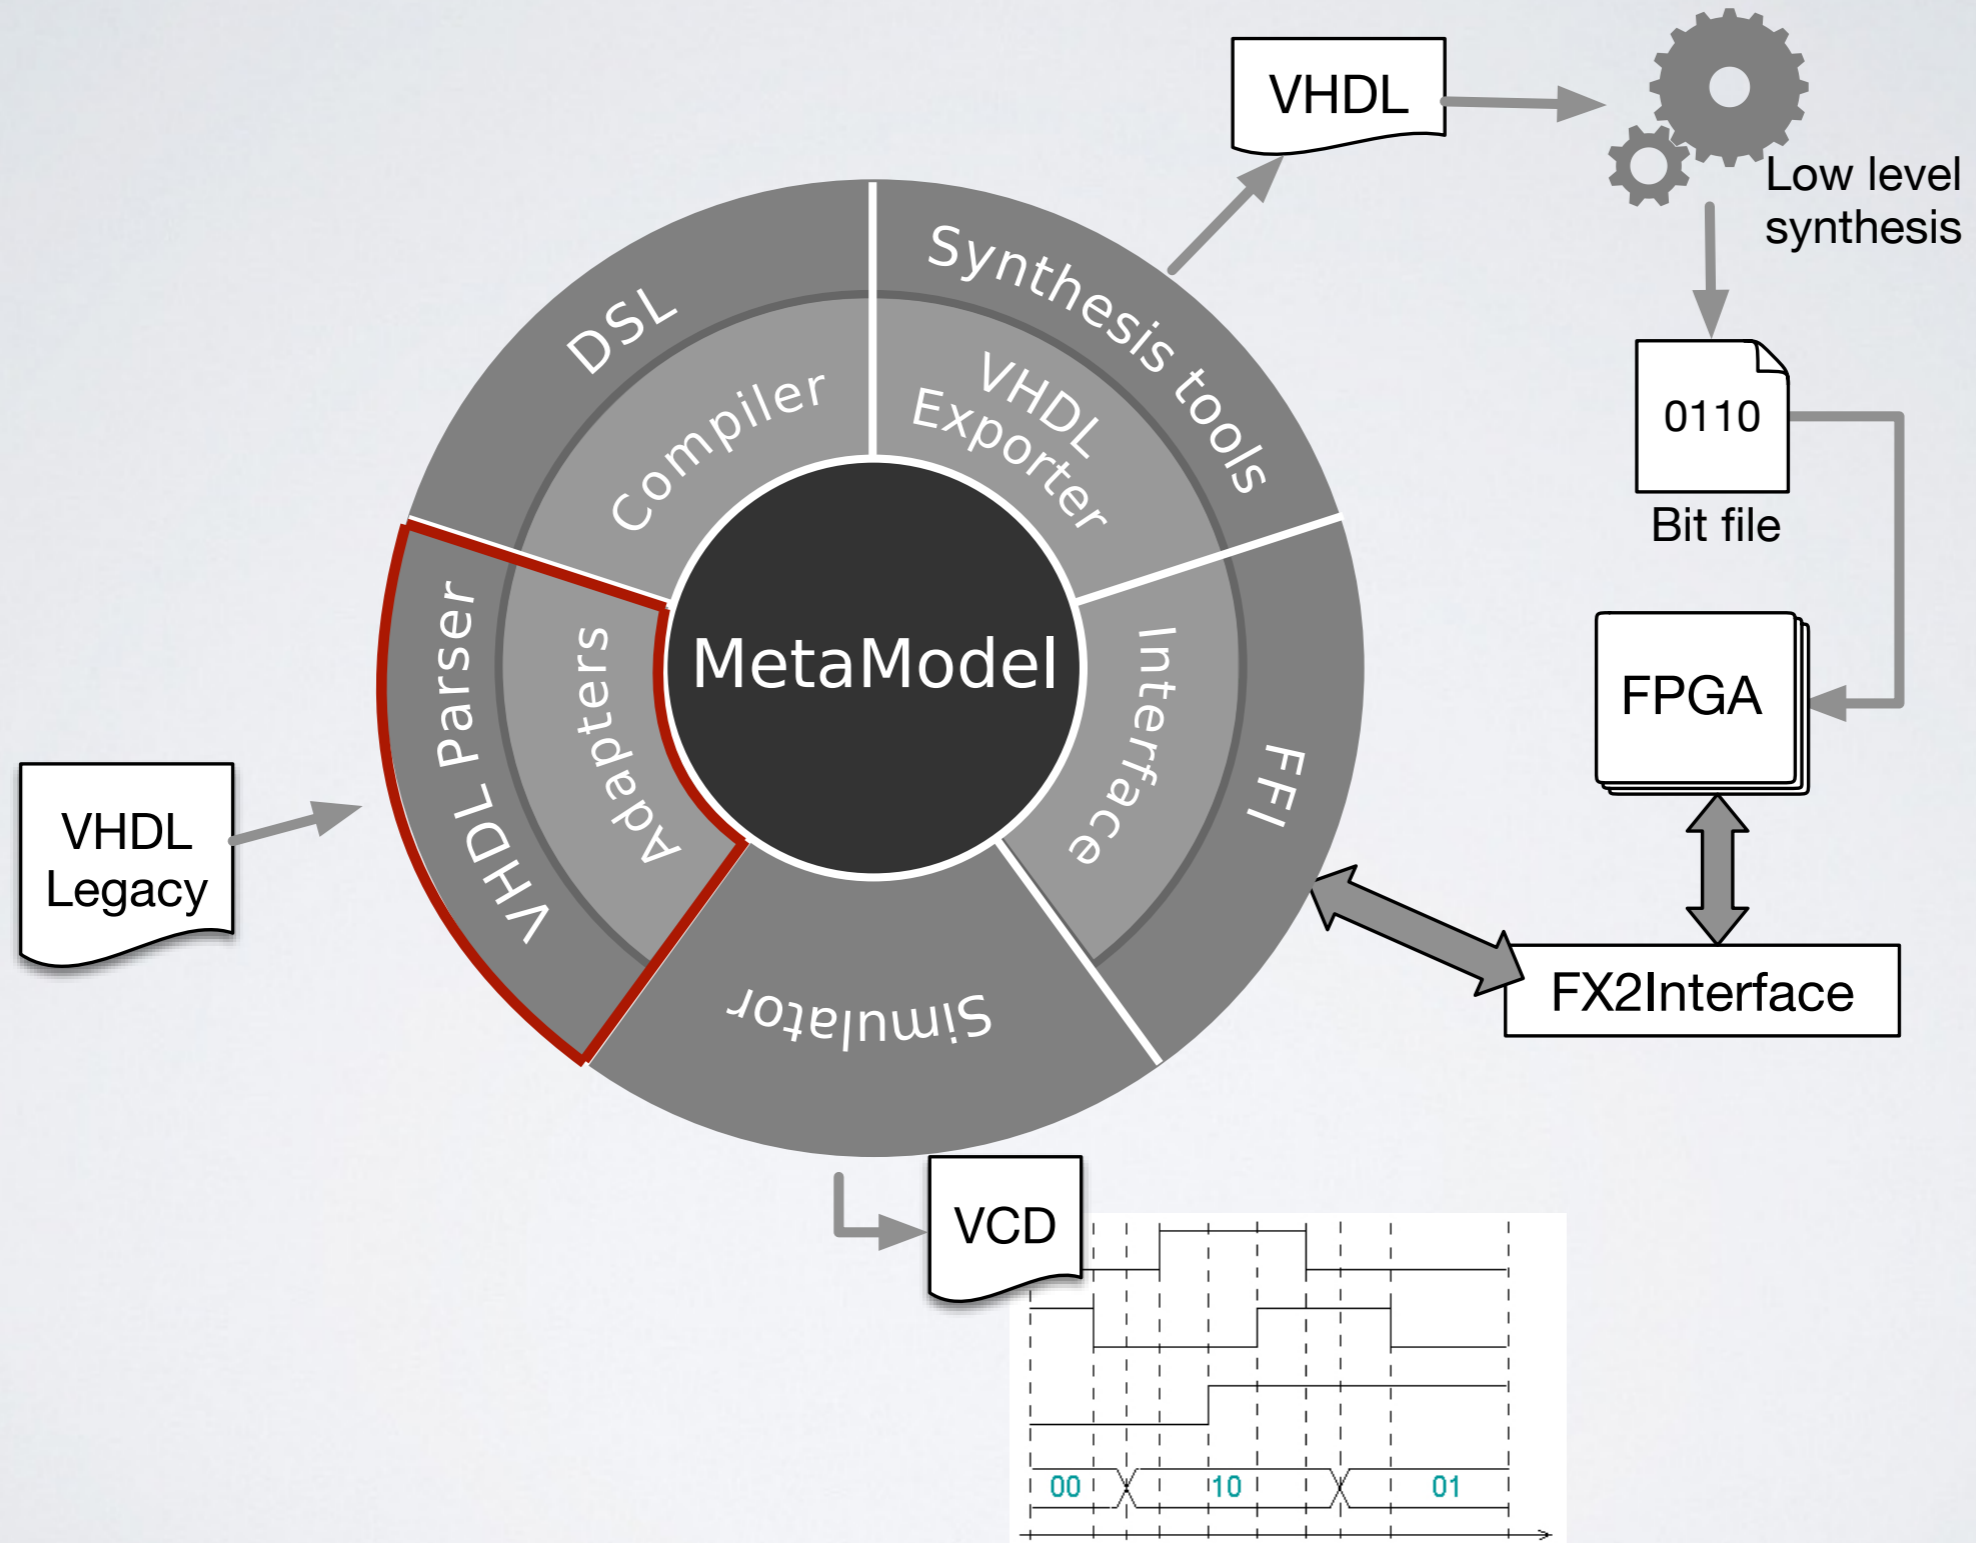 VHDL
Low level
synthesis
Synthesis tools
DSL
VHDL
Exporter
Compiler
0110
Bit file
MetaModel
VHDL Parser
Adapters
Interface
FFI
FPGA
VHDL
Legacy
FX2Interface
Simulator
VCD
00 10 01